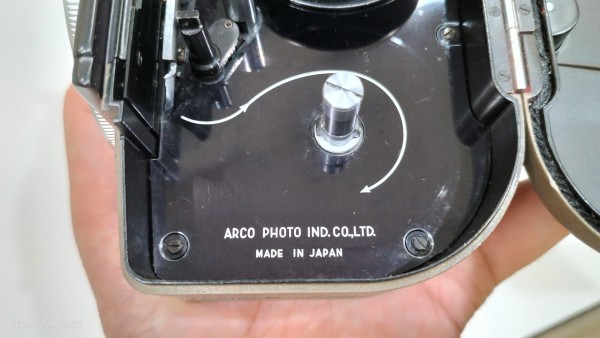 ARCO PHOTO IND. CO.,LTD.
MADE IN JAPAN